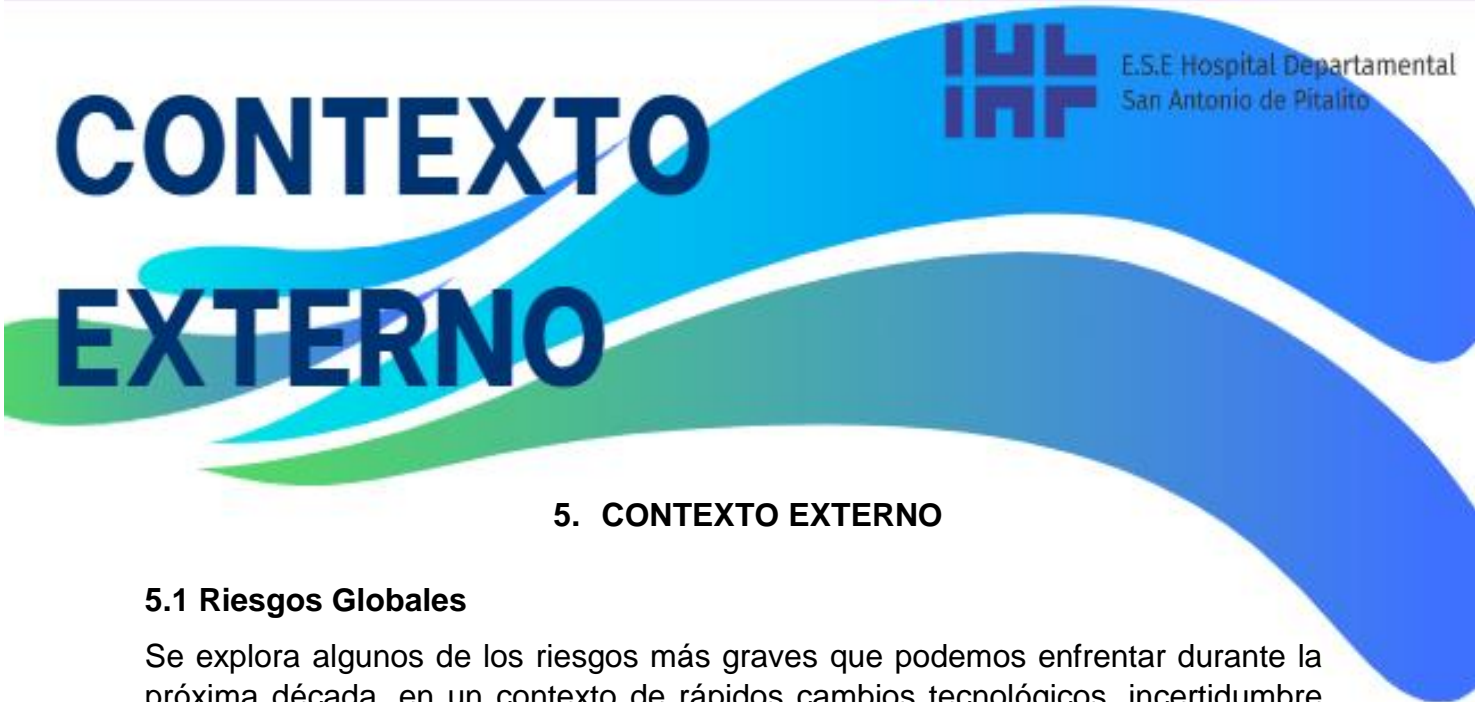 CONTEXTO
EXTERNO
E.S.E Hospital Departamental
San Antonio de Pitalito
5. CONTEXTO EXTERNO
5.1 Riesgos Globales
Se explora algunos de los riesgos más graves que podemos enfrentar durante la
próxima década, en un contexto de rápidos cambios tecnológicos, incertidumbre